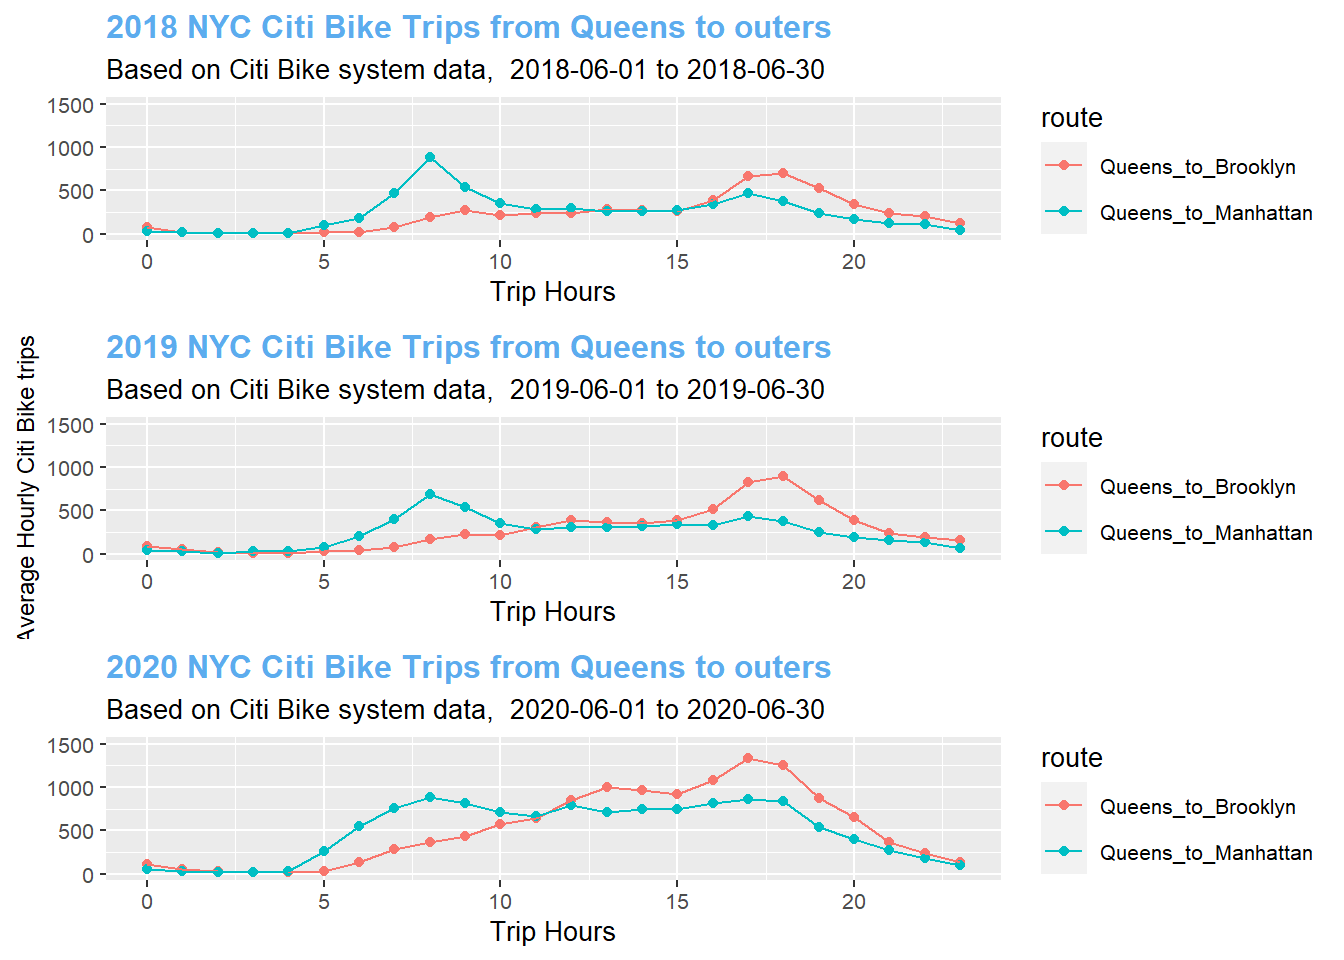 2018 NYC Citi Bike Trips from Queens to outers
Based on Citi Bike system data,  2018-06-01 to 2018-06-30
1500
1000
500
0
0 5 10 15 20
Trip Hours
route
Queens_to_Brooklyn
Queens_to_Manhattan
Average Hourly Citi Bike trips
2019 NYC Citi Bike Trips from Queens to outers
Based on Citi Bike system data,  2019-06-01 to 2019-06-30
1500
1000
500
0
0 5 10 15 20
Trip Hours
route
Queens_to_Brooklyn
Queens_to_Manhattan
2020 NYC Citi Bike Trips from Queens to outers
Based on Citi Bike system data,  2020-06-01 to 2020-06-30
1500
1000
500
0
0 5 10 15 20
Trip Hours
route
Queens_to_Brooklyn
Queens_to_Manhattan